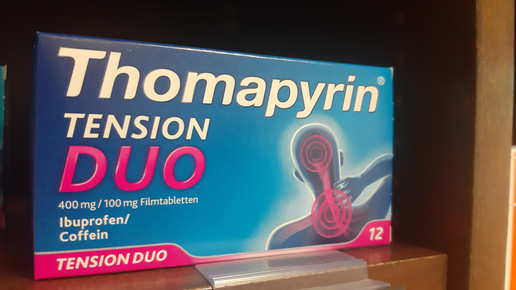 Thomapyrin®
TENSION
DUO
400 mg / 100 mg Filmtabletten
Ibuprofen/
Coffein
12
TENSION DUO